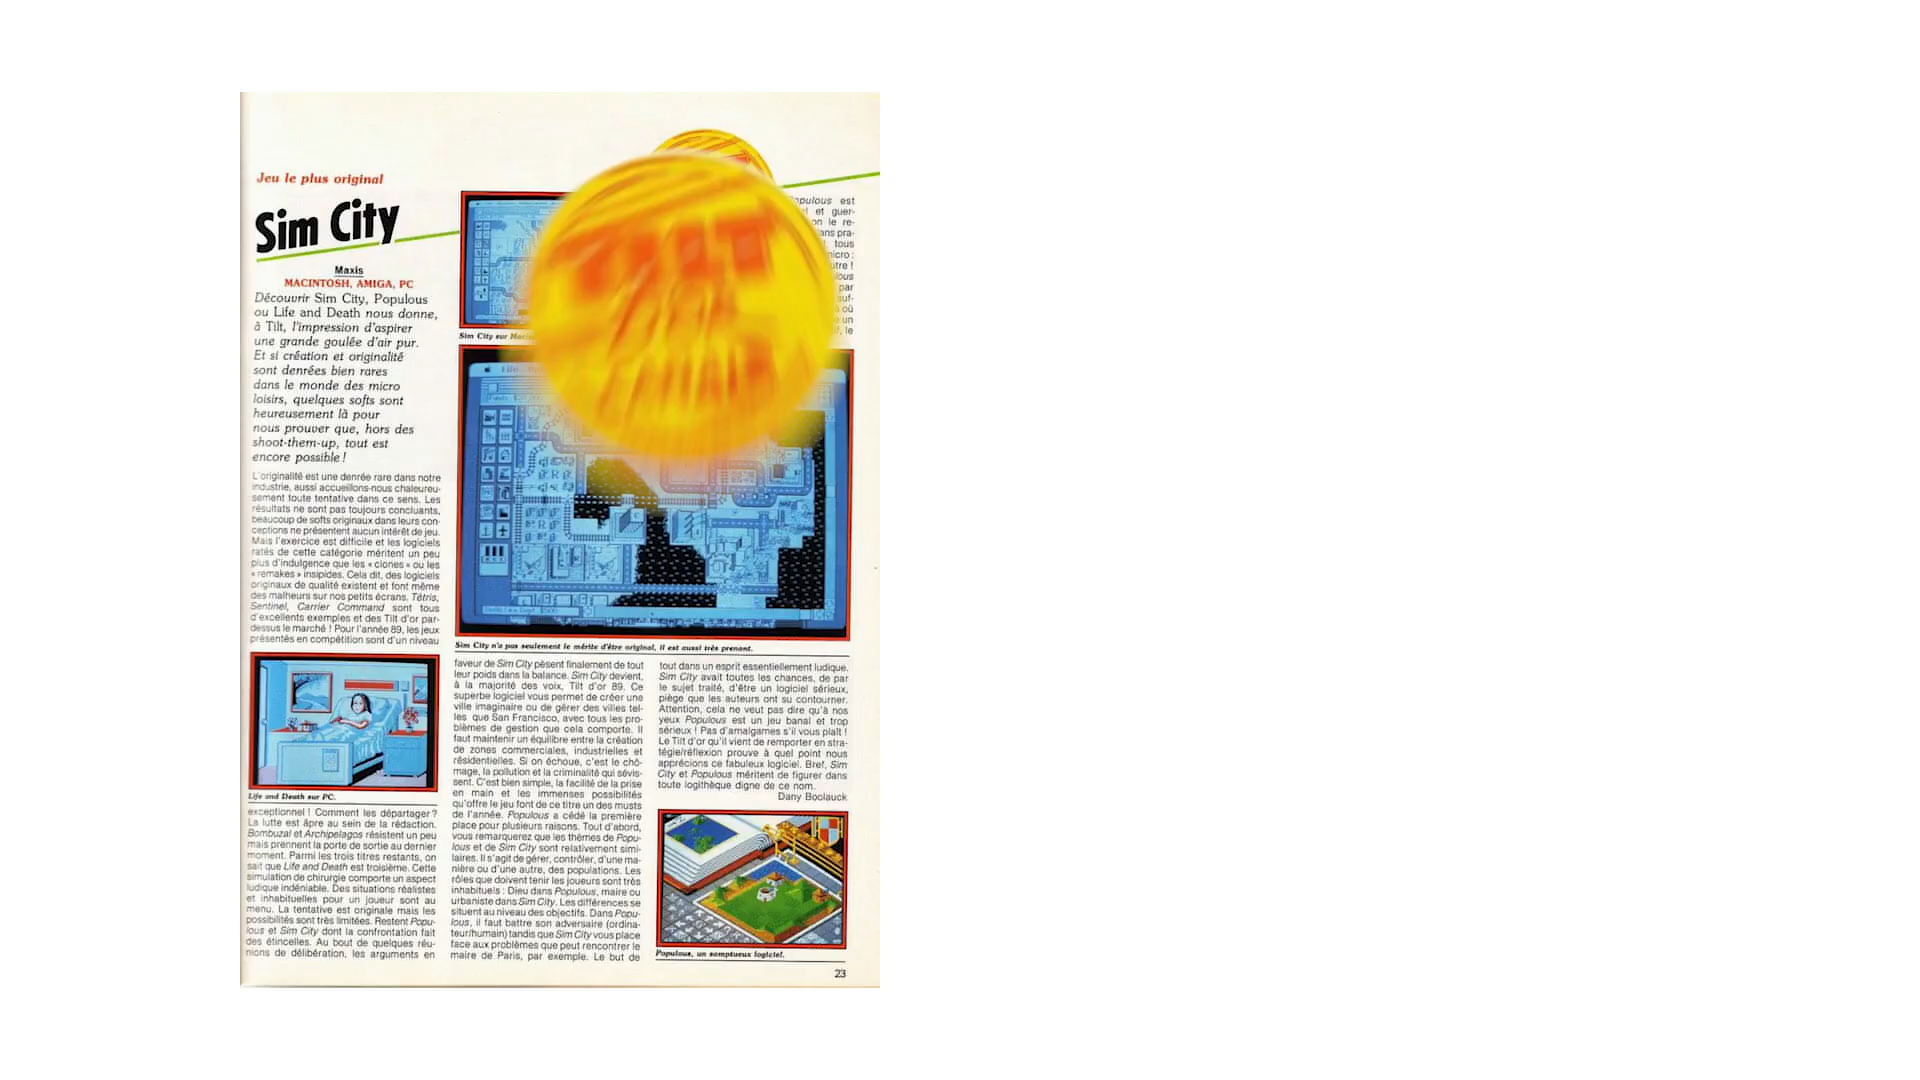 Jeu le plus original
Sim City
Maxis
MACINTOSH, AMIGA, PC
Découvrir Sim City, Populous
ou Life and Death nous donne,
à Tilt, l'impression d'aspirer
une grande goulée d'air pur.
Et si création et originalité
sont denrées bien rares
dans le monde des micro
loisirs, quelques softs sont
heureusement là pour
nous prouver que, hors des
shoot-them-up, tout est
encore possible !
L'originalité est une denrée rare dans notre
industrie, aussi accueillons-nous chaleureu-
sement toute tentative dans ce sens. Les
résultats ne sont pas toujours concluants,
beaucoup de softs originaux dans leurs con-
ceptions ne présentent aucun intérêt de jeu.
Mais l'exercice est difficile et les logiciels
ratés de cette catégorie méritent un peu
plus d'indulgence que les « clones » ou les
« remakes » insipides. Cela dit, des logiciels
originaux de qualité existent et font même
des malheurs sur nos petits écrans. Tétris,
Sentinel, Carrier Command sont tous
d'excellents exemples et des Tilt d'or par-
dessus le marché ! Pour l'année 89, les jeux
présentés en compétition sont d'un niveau
Life and Death sur PC.
exceptionnel ! Comment les départager ?
La lutte est âpre au sein de la rédaction.
Bombuzal et Archipelagos résistent un peu
mais prennent la porte de sortie au dernier
moment. Parmi les trois titres restants, on
sait que Life and Death est troisième. Cette
simulation de chirurgie comporte un aspect
ludique indéniable. Des situations réalistes
et inhabituelles pour un joueur sont au
menu. La tentative est originale mais les
possibilités sont très limitées. Restent Popu-
lous et Sim City dont la confrontation fait
des étincelles. Au bout de quelques réu-
nions de délibération, les arguments en
Sim City sur
Sim City n'a pas seulement le mérite d'être original, il est aussi très prenant.
faveur de Sim City pèsent finalement de tout
leur poids dans la balance. Sim City devient,
à la majorité des voix, Tilt d'or 89. Ce
superbe logiciel vous permet de créer une
ville imaginaire ou de gérer des villes tel-
les que San Francisco, avec tous les pro-
blèmes de gestion que cela comporte. Il
faut maintenir un équilibre entre la création
de zones commerciales, industrielles et
résidentielles. Si on échoue, c'est le chô-
mage, la pollution et la criminalité qui sévis-
sent. C'est bien simple, la facilité de la prise
en main et les immenses possibilités
qu'offre le jeu font de ce titre un des musts
de l'année. Populous a cédé la première
place pour plusieurs raisons. Tout d'abord,
vous remarquerez que les thèmes de Popu-
lous et de Sim City sont relativement simi-
laires. Il s'agit de gérer, contrôler, d'une ma-
nière ou d'une autre, des populations. Les
rôles que doivent tenir les joueurs sont très
inhabituels : Dieu dans Populous, maire ou
urbaniste dans Sim City. Les différences se
situent au niveau des objectifs. Dans Popu-
lous, il faut battre son adversaire (ordina-
teur/humain) tandis que Sim City vous place
face aux problèmes que peut rencontrer le
maire de Paris, par exemple. Le but de
est
et guer-
le re-
tous
par
où
un
le
tout dans un esprit essentiellement ludique.
Sim City avait toutes les chances, de par
le sujet traité, d'être un logiciel sérieux,
piège que les auteurs ont su contourner.
Attention, cela ne veut pas dire qu'à nos
yeux Populous est un jeu banal et trop
sérieux ! Pas d'amalgames s'il vous plaît !
Le Tilt d'or qu'il vient de remporter en stra-
tégie/réflexion prouve à quel point nous
apprécions ce fabuleux logiciel. Bref, Sim
City et Populous méritent de figurer dans
toute logithèque digne de ce nom.
Dany Boolauck
Populous, un somptueux logiciel.
23